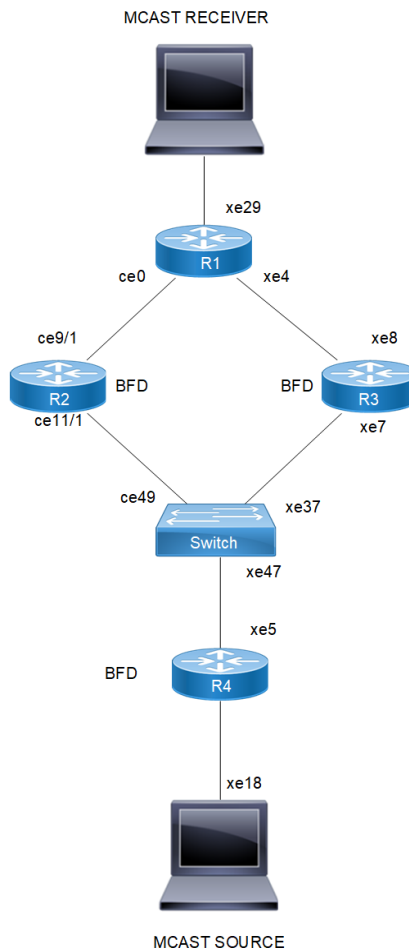 MCAST RECEIVER
xe29
R1
ce0
xe4
ce9/1
xe8
R2
BFD
BFD
R3
ce11/1
xe7
ce49
xe37
Switch
xe47
xe5
BFD
R4
xe18
MCAST SOURCE